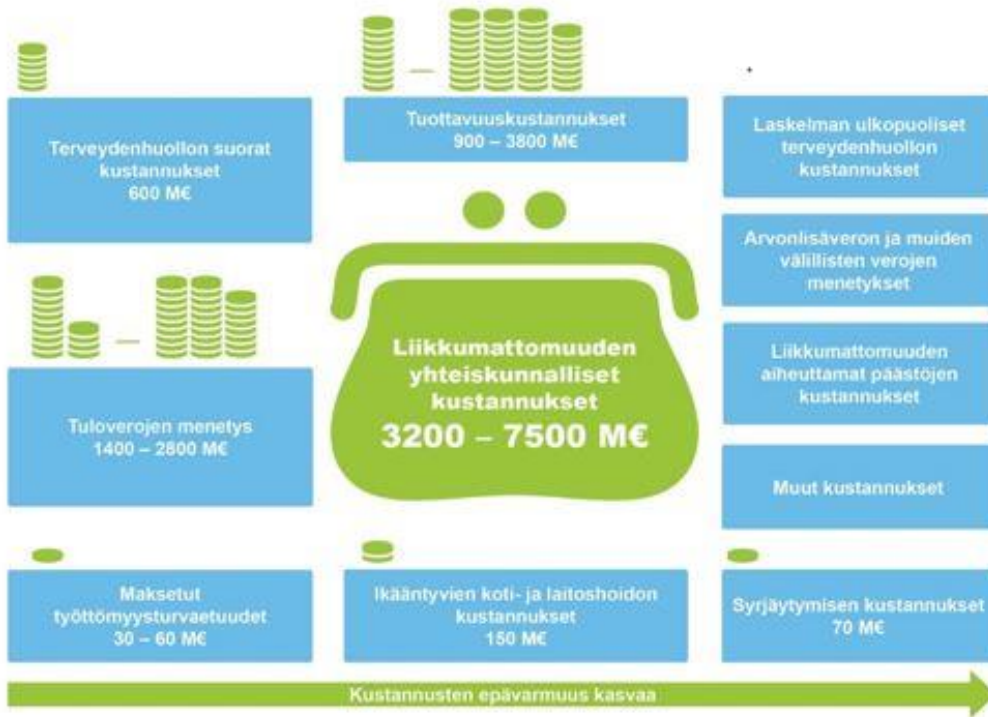 Terveydenhuollon suorat
kustannukset
600 M€
Tuottavuuskustannukset
900 – 3800 M€
Laskelman ulkopuoliset
terveydenhuollon
kustannukset
Arvonlisäveron ja muiden
välillisten verojen
menetykset
Liikkumattomuuden
yhteiskunnalliset
kustannukset
3200 – 7500 M€
Liikkumattomuuden
aiheuttamat päästöjen
kustannukset
Tuloverojen menetys
1400 – 2800 M€
Muut kustannukset
Maksetut
työttömyysturvaetuudet
30 – 60 M€
Ikääntyvien koti- ja laitoshoidon
kustannukset
150 M€
Syrjäytymisen kustannukset
70 M€
Kustannusten epävarmuus kasvaa